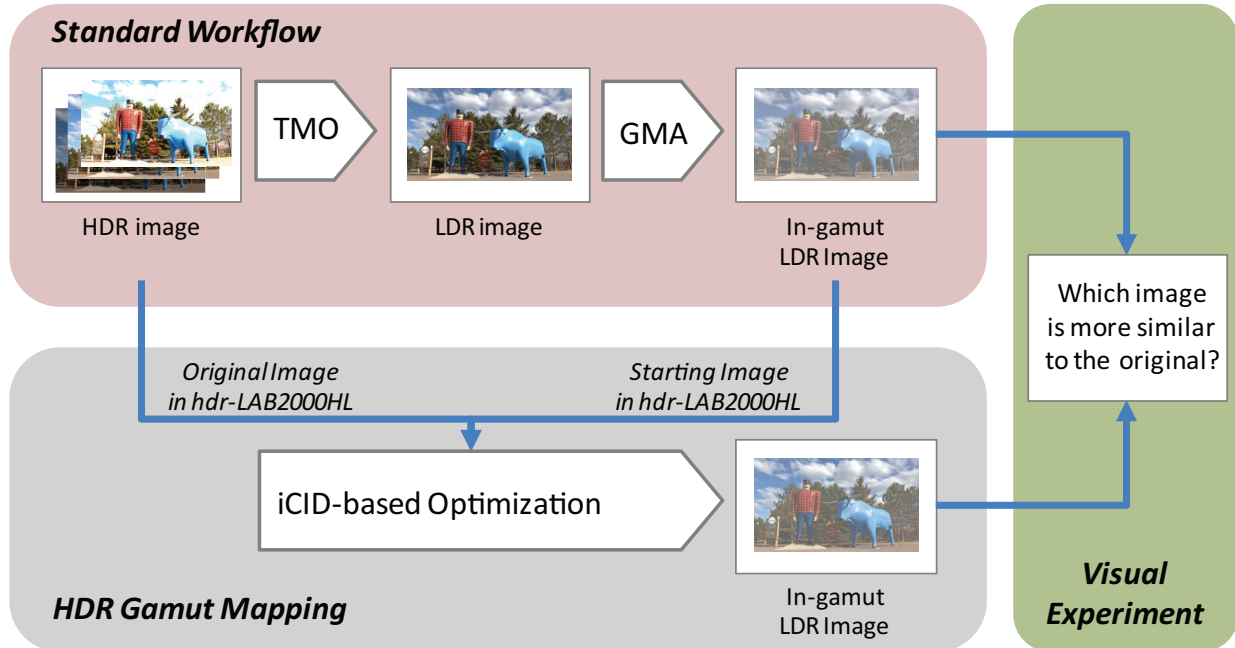 Standard Workflow
TMO
GMA
HDR image
LDR image
In-gamut
LDR Image
Original Image
in hdr-LAB2000HL
Starting Image
in hdr-LAB2000HL
iCID-based Optimization
In-gamut
LDR Image
HDR Gamut Mapping
Which image
is more similar
to the original?
Visual
Experiment